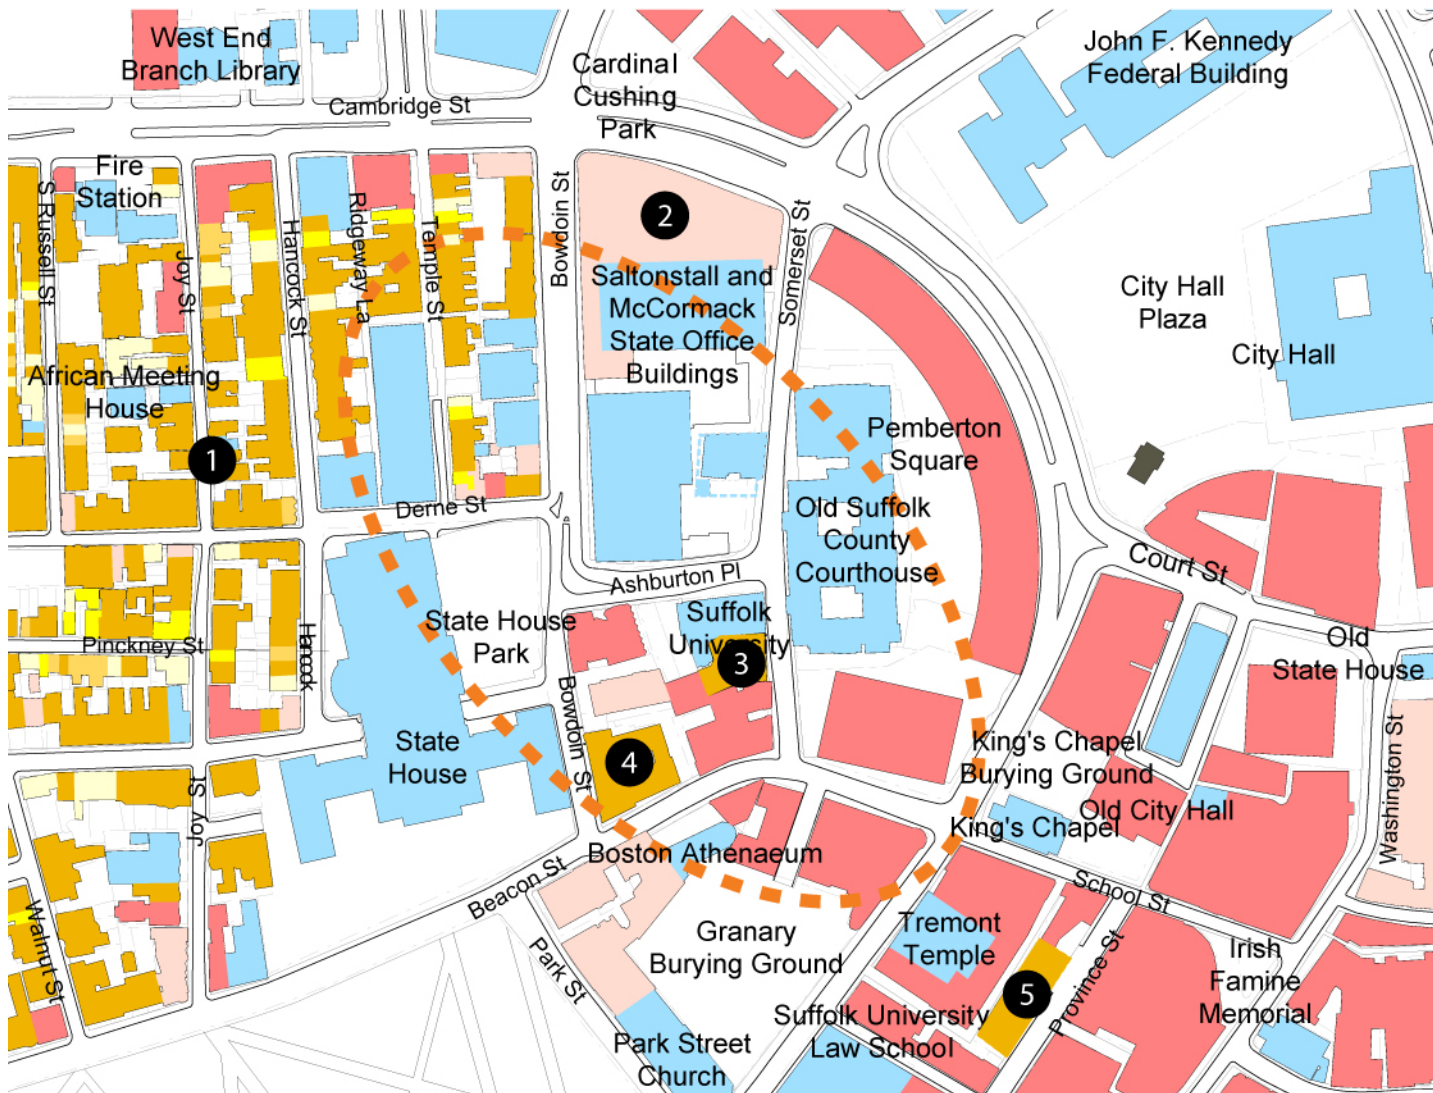 West End
Branch Library
John F. Kennedy
Federal Building
Cardinal
Cushing
Park
Cambridge St
Fire
Station
S Russell St
Joy St
Hancock St
Ridgeway La
Temple St
Bowdoin St
2
Somerset St
Saltonstall and
McCormack
State Office
Buildings
City Hall
Plaza
City Hall
African Meeting
House
1
Pemberton
Square
Derne St
Old Suffolk
County
Courthouse
Court St
Ashburton Pl
State House
Park
Suffolk
University
3
Pinckney St
Hancock
Old
State House
Bowdoin St
State
House
4
King's Chapel
Burying Ground
Washington St
Joy St
Old City Hall
King's Chapel
Boston Athenaeum
Beacon St
School St
Walnut St
Granary
Burying Ground
Tremont
Temple
Park St
Irish
Famine
Memorial
5
Province St
Suffolk University
Law School
Park Street
Church